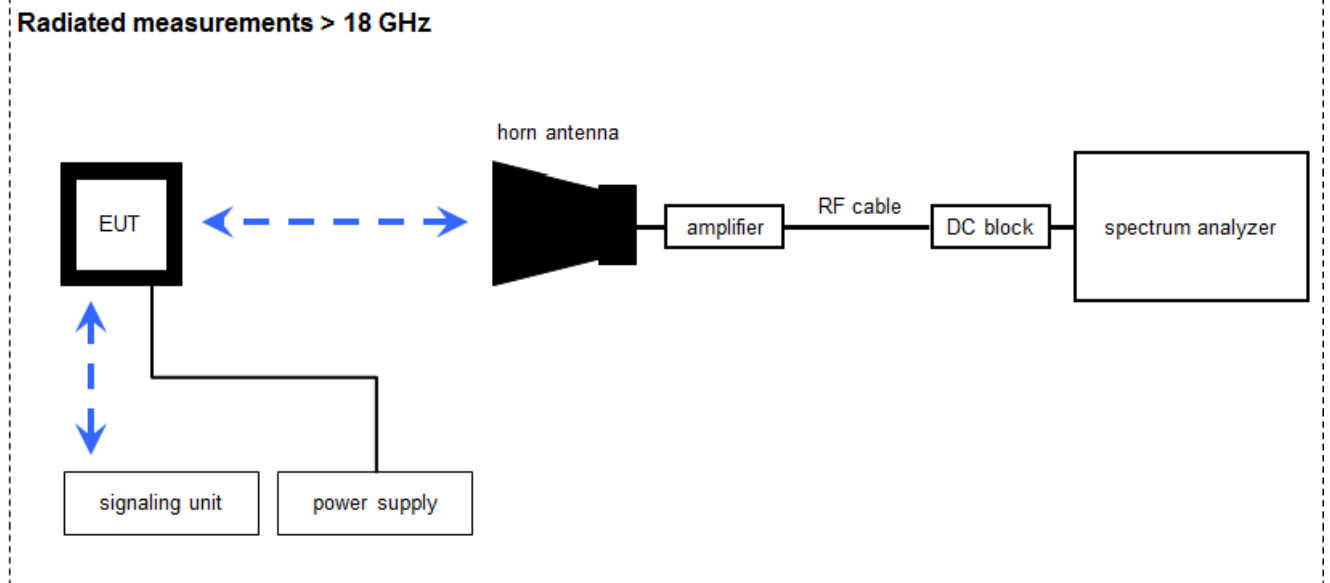 Radiated measurements > 18 GHz
horn antenna
EUT
amplifier
RF cable
DC block
spectrum analyzer
signaling unit
power supply